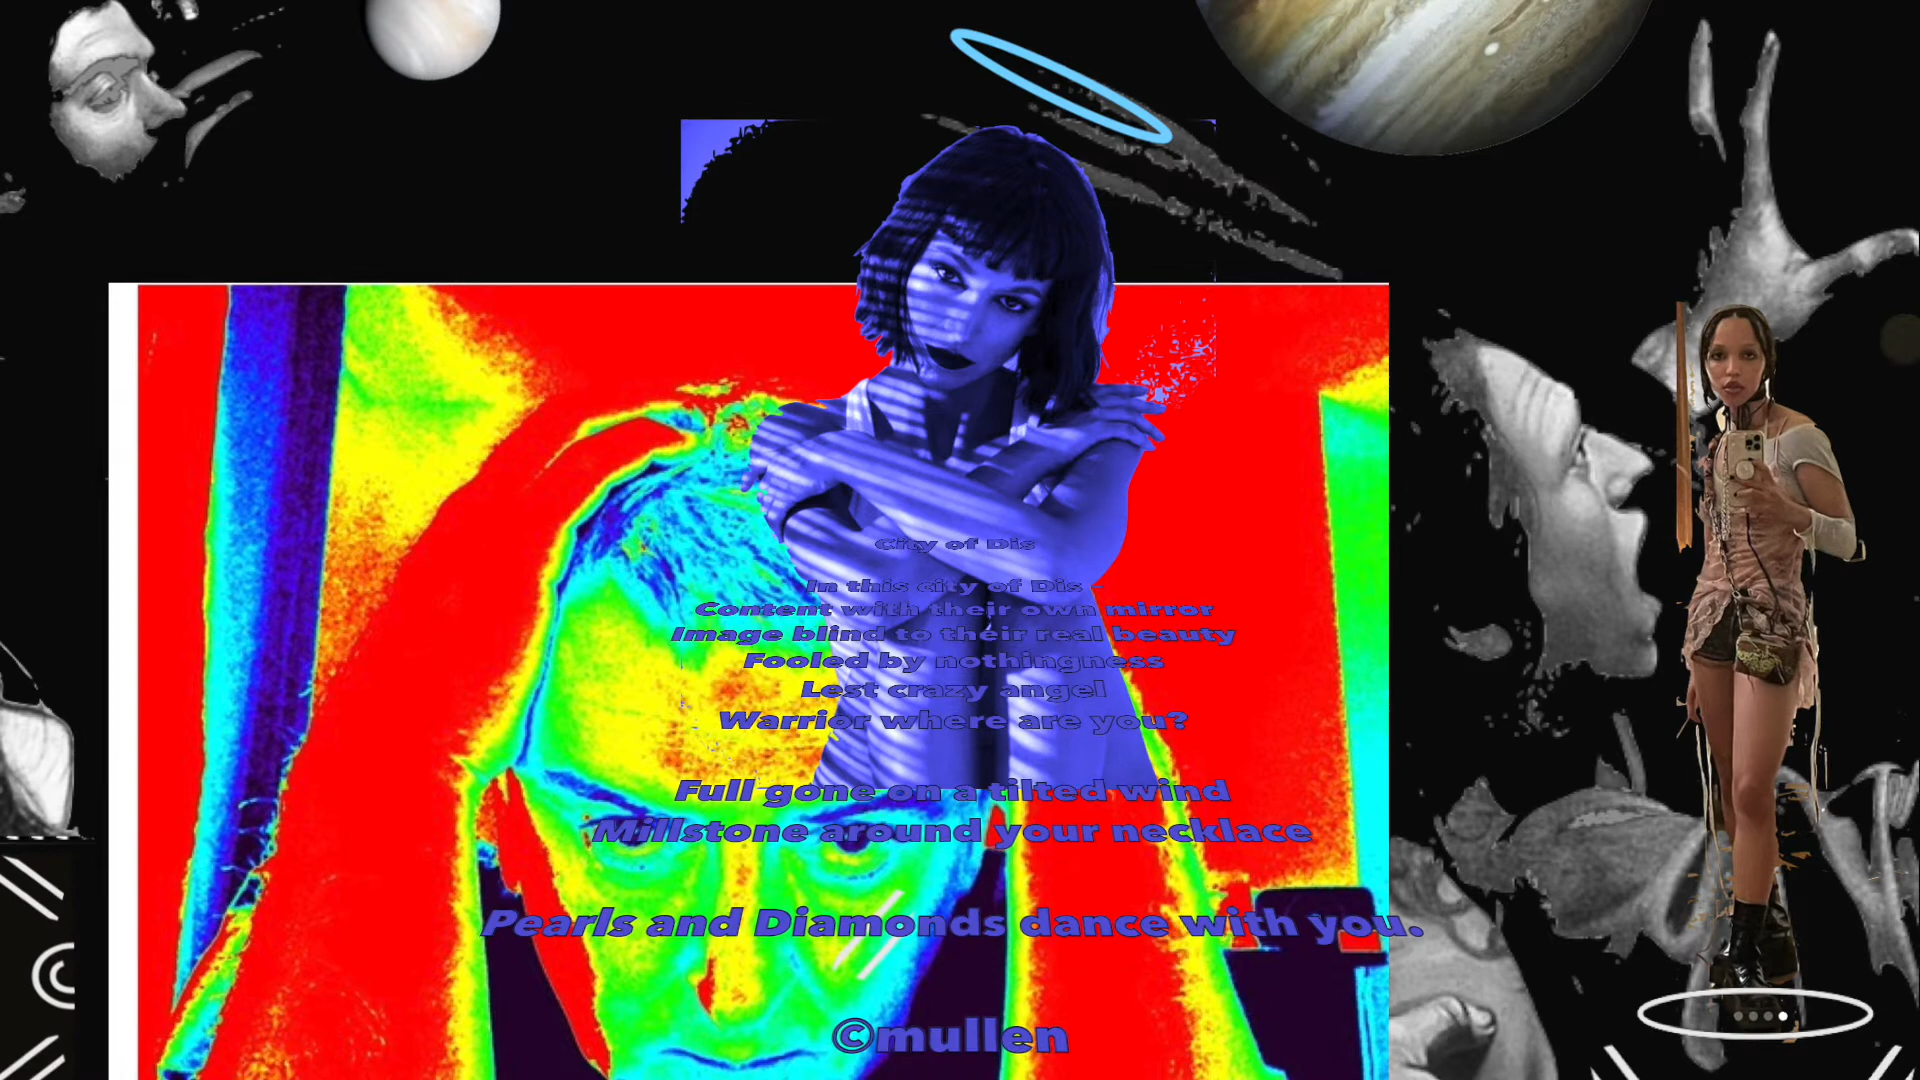 City of Dis
In this city of Dis
Content with their own mirror
Image blind to their real beauty
Fooled by nothingness
Lest crazy angel
Warrior where are you?
Full gone on a tilted wind
Millstone around your necklace
Pearls and Diamonds dance with you.
©mullen